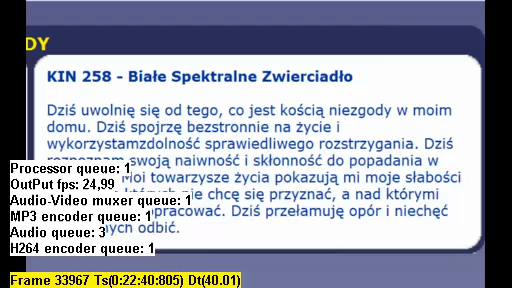 DY
KIN 258 - Białe Spektralne Zwierciadło
Dziś uwolnię się od tego, co jest kością niezgody w moim
domu. Dziś spojrzę bezstronnie na życie i
wykorzystamzdolność sprawiedliwego rozstrzygania. Dziś
swoją naiwność i skłonność do popadania w
Moi towarzysze życia pokażą mi moje słabości
nie chcę się przyznać, a nad którymi
opracować. Dziś przełamuję opór i niechęć
odbić.
Processor queue: 1
OutPut fps: 24,99
Audio-Video muxer queue: 1
MP3 encoder queue: 1
Audio queue: 3
H264 encoder queue: 1
Frame 33967 Ts(0:22:40:805) Dt(40.01)